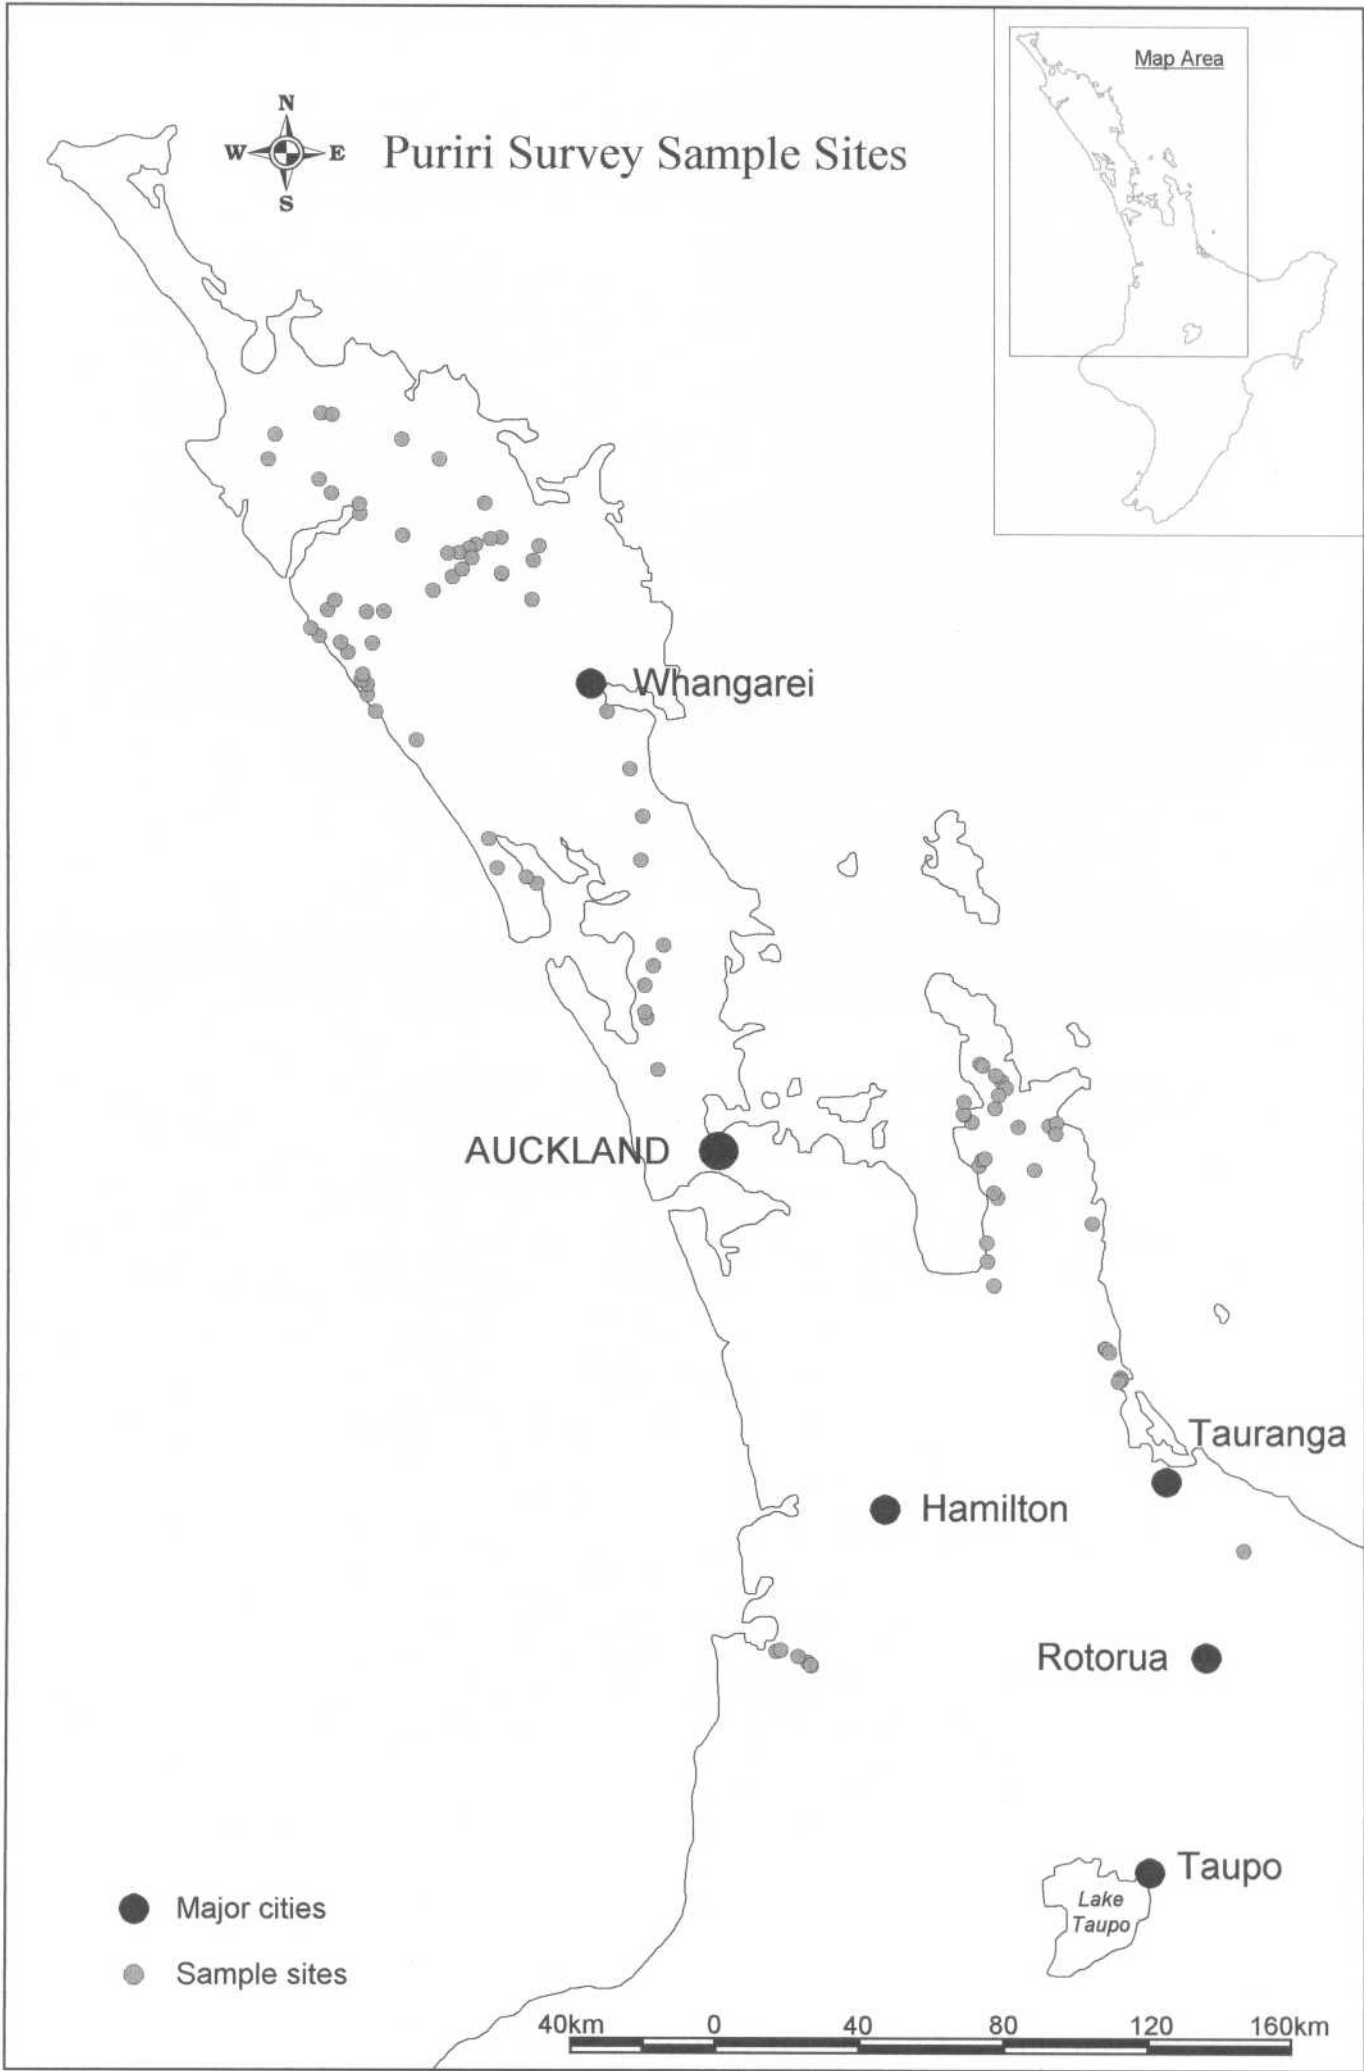 Map Area
N
W E
S
Puriri Survey Sample Sites
Whangarei
AUCKLAND
Tauranga
Hamilton
Rotorua
Taupo
Lake
Taupo
Major cities
Sample sites
40km 0 40 80 120 160km